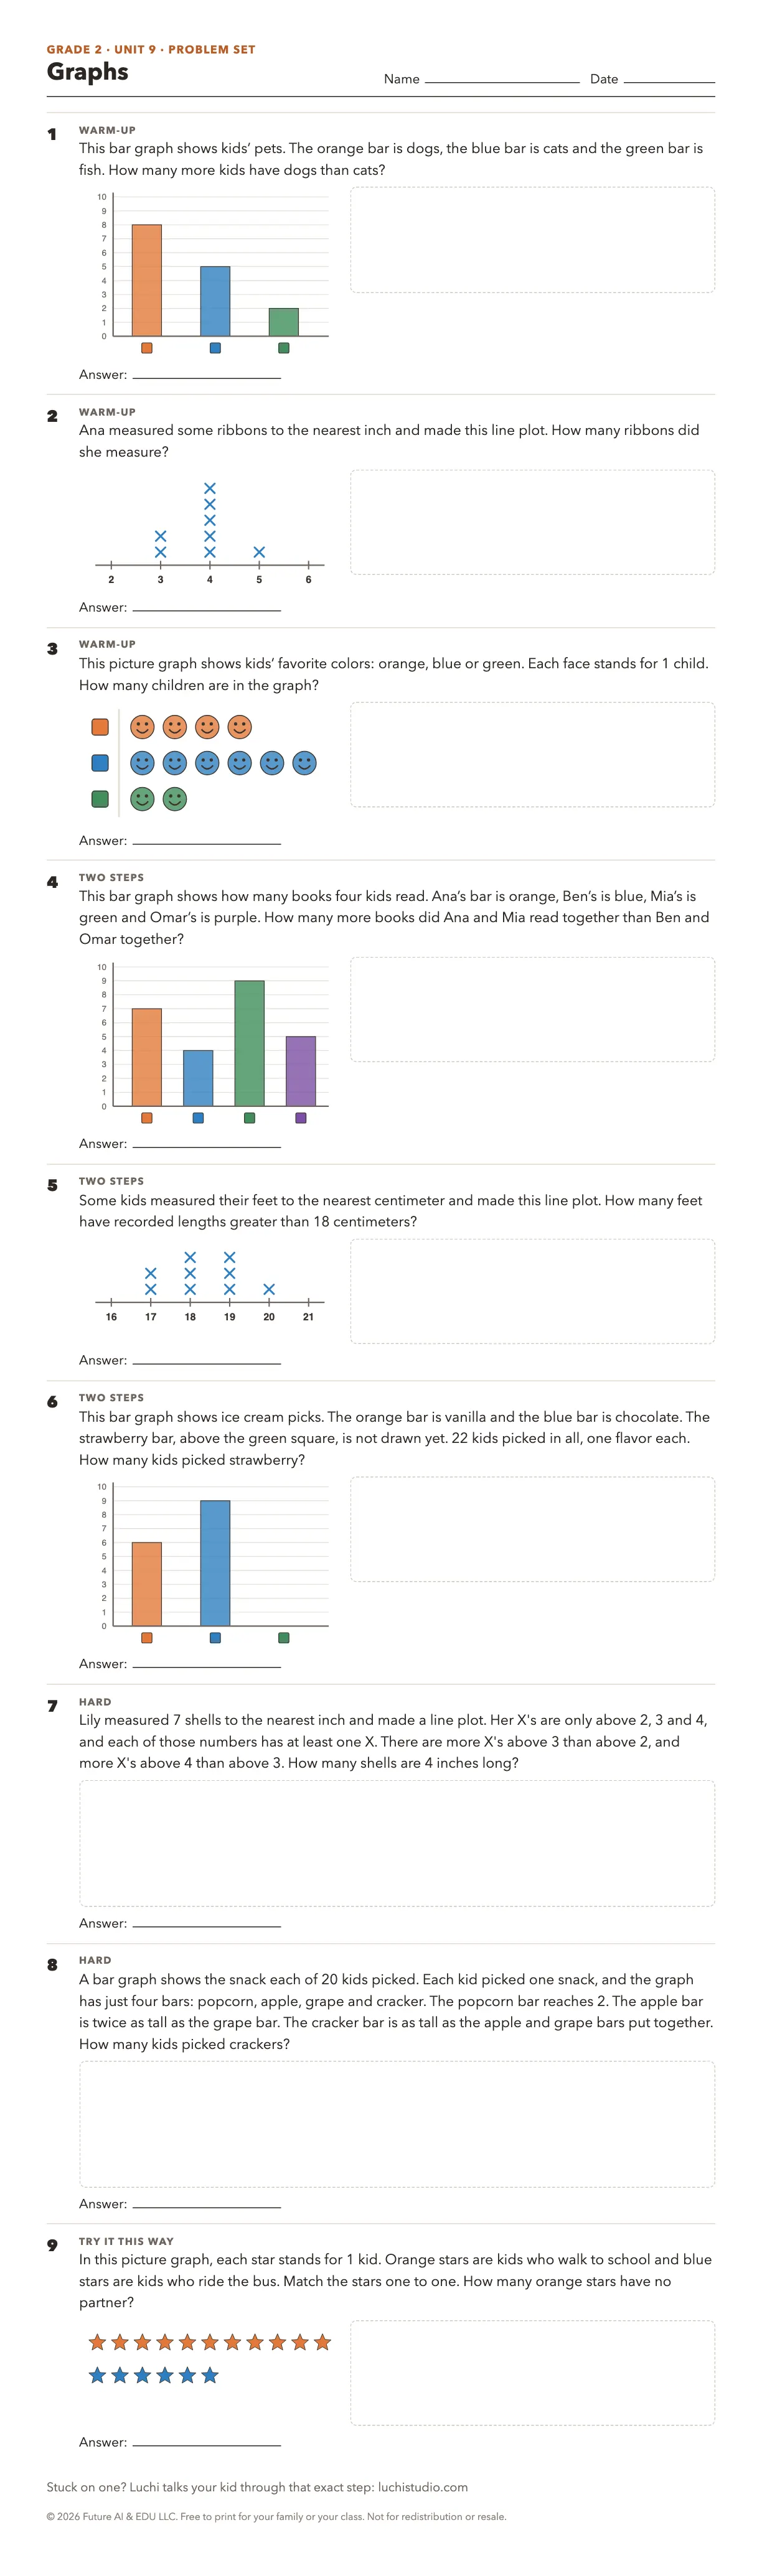 GRADE 2 · UNIT 9 · PROBLEM SET
Graphs
Name
Date
1
WARM-UP
This bar graph shows kids’ pets. The orange bar is dogs, the blue bar is cats and the green bar is
fish. How many more kids have dogs than cats?
10
9
8
7
6
5
4
3
2
1
0
Answer:
2
WARM-UP
Ana measured some ribbons to the nearest inch and made this line plot. How many ribbons did
she measure?
2 3 4 5 6
Answer:
3
WARM-UP
This picture graph shows kids’ favorite colors: orange, blue or green. Each face stands for 1 child.
How many children are in the graph?
Answer:
4
TWO STEPS
This bar graph shows how many books four kids read. Ana’s bar is orange, Ben’s is blue, Mia’s is
green and Omar’s is purple. How many more books did Ana and Mia read together than Ben and
Omar together?
10
9
8
7
6
5
4
3
2
1
0
Answer:
5
TWO STEPS
Some kids measured their feet to the nearest centimeter and made this line plot. How many feet
have recorded lengths greater than 18 centimeters?
16 17 18 19 20 21
Answer:
6
TWO STEPS
This bar graph shows ice cream picks. The orange bar is vanilla and the blue bar is chocolate. The
strawberry bar, above the green square, is not drawn yet. 22 kids picked in all, one flavor each.
How many kids picked strawberry?
10
9
8
7
6
5
4
3
2
1
0
Answer:
7
HARD
Lily measured 7 shells to the nearest inch and made a line plot. Her X's are only above 2, 3 and 4,
and each of those numbers has at least one X. There are more X's above 3 than above 2, and
more X's above 4 than above 3. How many shells are 4 inches long?
Answer:
8
HARD
A bar graph shows the snack each of 20 kids picked. Each kid picked one snack, and the graph
has just four bars: popcorn, apple, grape and cracker. The popcorn bar reaches 2. The apple bar
is twice as tall as the grape bar. The cracker bar is as tall as the apple and grape bars put together.
How many kids picked crackers?
Answer:
9
TRY IT THIS WAY
In this picture graph, each star stands for 1 kid. Orange stars are kids who walk to school and blue
stars are kids who ride the bus. Match the stars one to one. How many orange stars have no
partner?
Answer:
Stuck on one? Luchi talks your kid through that exact step: luchistudio.com
© 2026 Future AI & EDU LLC. Free to print for your family or your class. Not for redistribution or resale.